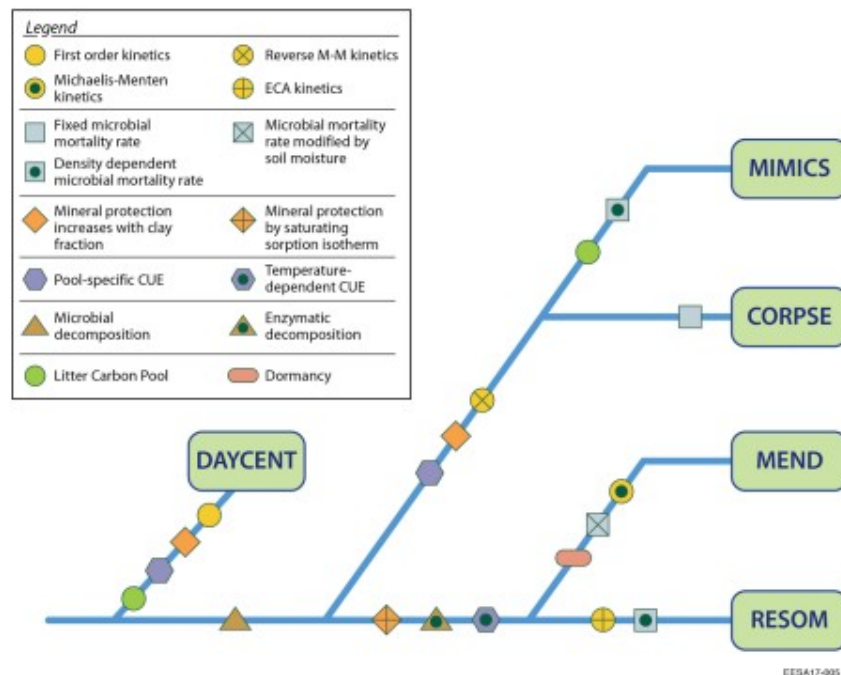 Legend
First order kinetics
Reverse M-M kinetics
Michaelis-Menten
kinetics
ECA kinetics
Fixed microbial
mortality rate
Microbial mortality
rate modified by
soil moisture
Density dependent
microbial mortality rate
Mineral protection
increases with clay
fraction
Mineral protection
by saturating
sorption isotherm
Pool-specific CUE
Temperature-
dependent CUE
Microbial
decomposition
Enzymatic
decomposition
Litter Carbon Pool
Dormancy
MIMICS
CORPSE
DAYCENT
MEND
RESOM
EESA17-005